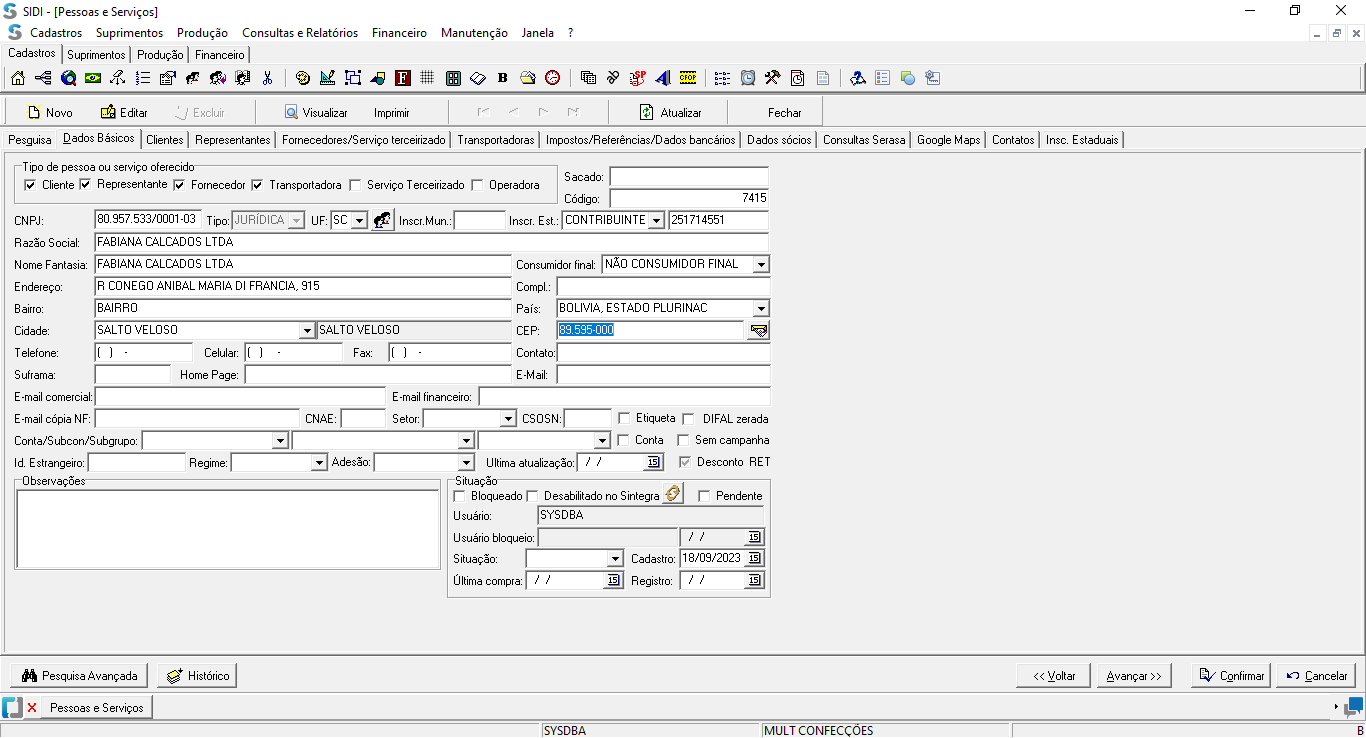 SIDI - [Pessoas e Serviços]
Cadastros Suprimentos Produção Consultas e Relatórios Financeiro Manutenção Janela ?
Cadastros Suprimentos Produção Financeiro
F B SP CFOP
Novo Editar Excluir Visualizar Imprimir Atualizar Fechar
Pesquisa Dados Básicos Clientes Representantes Fornecedores/Serviço terceirizado Transportadoras Impostos/Referências/Dados bancários Dados sócios Consultas Serasa Google Maps Contatos Insc. Estaduais
Tipo de pessoa ou serviço oferecido
Cliente Representante Fornecedor Transportadora Serviço Terceirizado Operadora
Sacado:
Código: 7415
CNPJ: 80.957.533/0001-03 Tipo: JURÍDICA UF: SC Inscr.Mun.: Inscr. Est.: CONTRIBUINTE 251714551
Razão Social: FABIANA CALCADOS LTDA
Nome Fantasia: FABIANA CALCADOS LTDA Consumidor final: NÃO CONSUMIDOR FINAL
Endereço: R CONEGO ANIBAL MARIA DI FRANCIA, 915 Compl.:
Bairro: BAIRRO País: BOLIVIA, ESTADO PLURINAC
Cidade: SALTO VELOSO SALTO VELOSO CEP: 89.595-000
Telefone: ( ) - Celular: ( ) - Fax: ( ) - Contato:
Suframa: Home Page: E-Mail:
E-mail comercial: E-mail financeiro:
E-mail cópia NF: CNAE: Setor: CSOSN: Etiqueta DIFAL zerada
Conta/Subcon/Subgrupo: Conta Sem campanha
Id. Estrangeiro: Regime: Adesão: Ultima atualização: / / 15 Desconto RET
Observações
Situação
Bloqueado Desabilitado no Sintegra Pendente
Usuário: SYSDBA
Usuário bloqueio: / / 15
Situação: Cadastro: 18/09/2023 15
Última compra: / / 15 Registro: / / 15
Pesquisa Avançada Histórico << Voltar Avançar >> Confirmar Cancelar
Pessoas e Serviços
SYSDBA MULT CONFECÇÕES B